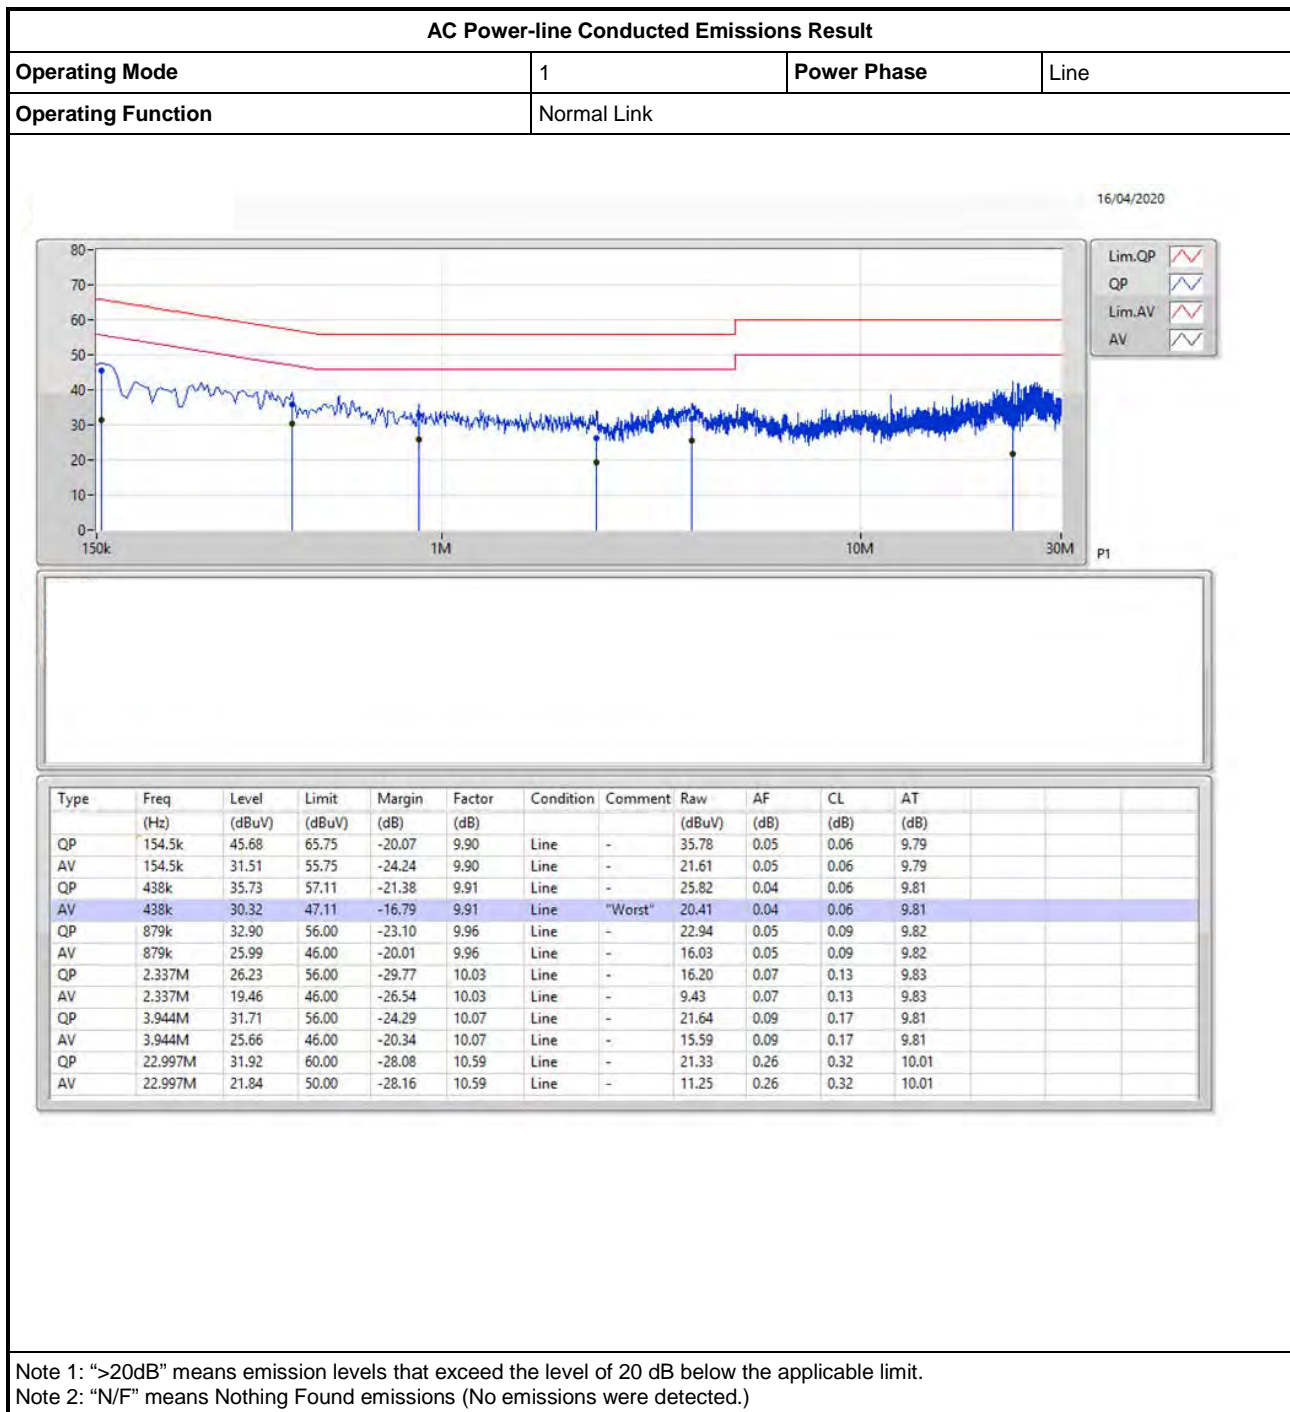 AC Power-line Conducted Emissions Result
Operating Mode 1 Power Phase Line
Operating Function Normal Link
16/04/2020
80
70
60
50
40
30
20
10
0
150k 1M 10M 30M
Lim.QP
QP
Lim.AV
AV
P1
Type Freq Level Limit Margin Factor Condition Comment Raw AF CL AT
(Hz) (dBuV) (dBuV) (dB) (dB) (dBuV) (dB) (dB) (dB)
QP 154.5k 45.68 65.75 -20.07 9.90 Line - 35.78 0.05 0.06 9.79
AV 154.5k 31.51 55.75 -24.24 9.90 Line - 21.61 0.05 0.06 9.79
QP 438k 35.73 57.11 -21.38 9.91 Line - 25.82 0.04 0.06 9.81
AV 438k 30.32 47.11 -16.79 9.91 Line "Worst" 20.41 0.04 0.06 9.81
QP 879k 32.90 56.00 -23.10 9.96 Line - 22.94 0.05 0.09 9.82
AV 879k 25.99 46.00 -20.01 9.96 Line - 16.03 0.05 0.09 9.82
QP 2.337M 26.23 56.00 -29.77 10.03 Line - 16.20 0.07 0.13 9.83
AV 2.337M 19.46 46.00 -26.54 10.03 Line - 9.43 0.07 0.13 9.83
QP 3.944M 31.71 56.00 -24.29 10.07 Line - 21.64 0.09 0.17 9.81
AV 3.944M 25.66 46.00 -20.34 10.07 Line - 15.59 0.09 0.17 9.81
QP 22.997M 31.92 60.00 -28.08 10.59 Line - 21.33 0.26 0.32 10.01
AV 22.997M 21.84 50.00 -28.16 10.59 Line - 11.25 0.26 0.32 10.01
Note 1: “>20dB” means emission levels that exceed the level of 20 dB below the applicable limit.
Note 2: “N/F” means Nothing Found emissions (No emissions were detected.)